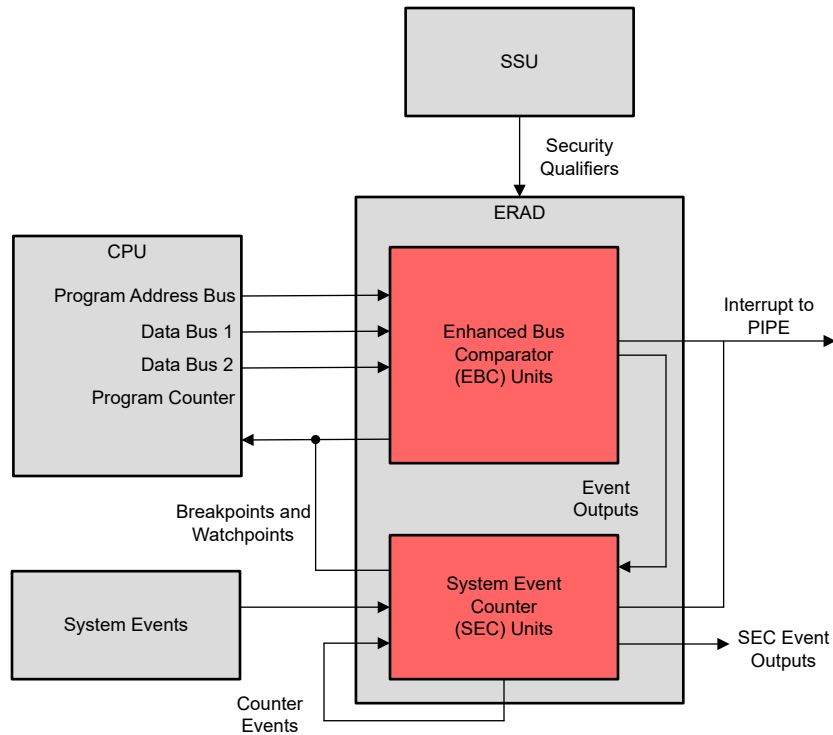 SSU
Security
Qualifiers
ERAD
CPU
Program Address Bus
Data Bus 1
Data Bus 2
Program Counter
Enhanced Bus
Comparator
(EBC) Units
Interrupt to
PIPE
Event
Outputs
Breakpoints and
Watchpoints
System Events
System Event
Counter
(SEC) Units
SEC Event
Outputs
Counter
Events